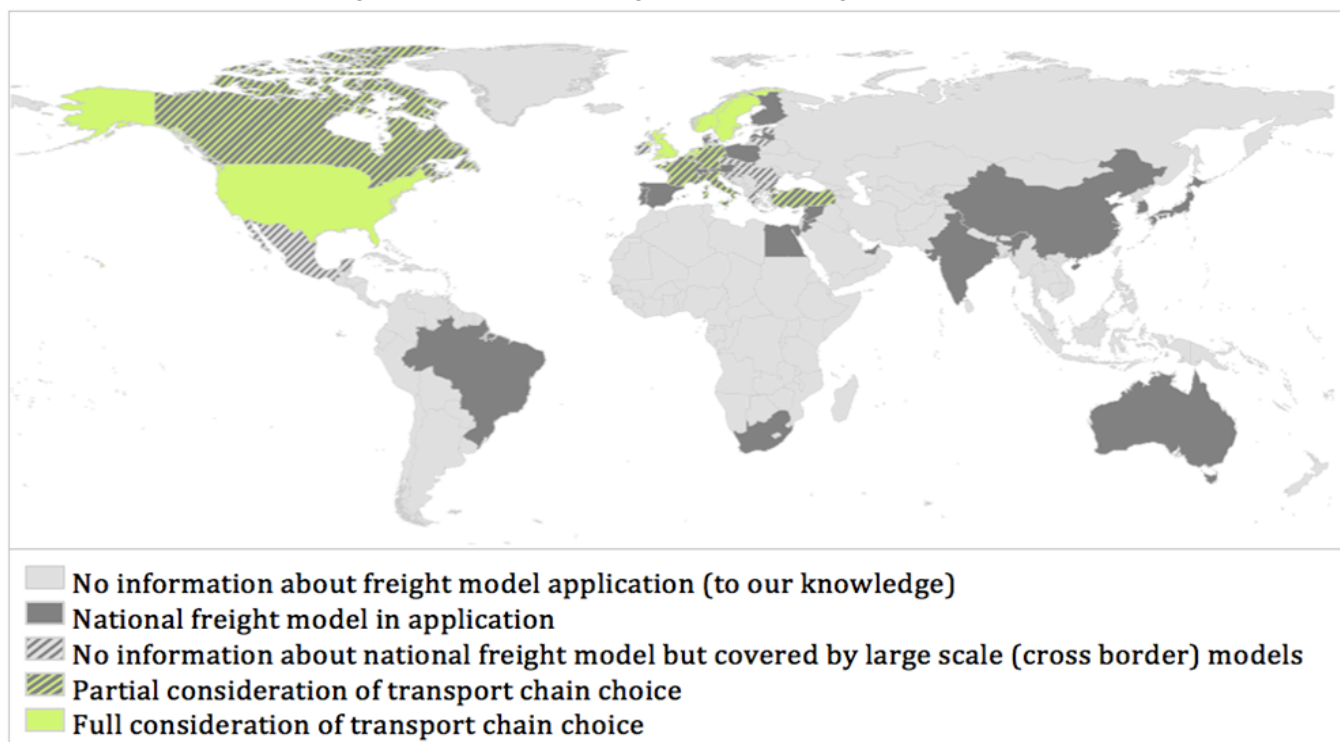 No information about freight model application (to our knowledge)
National freight model in application
No information about national freight model but covered by large scale (cross border) models
Partial consideration of transport chain choice
Full consideration of transport chain choice